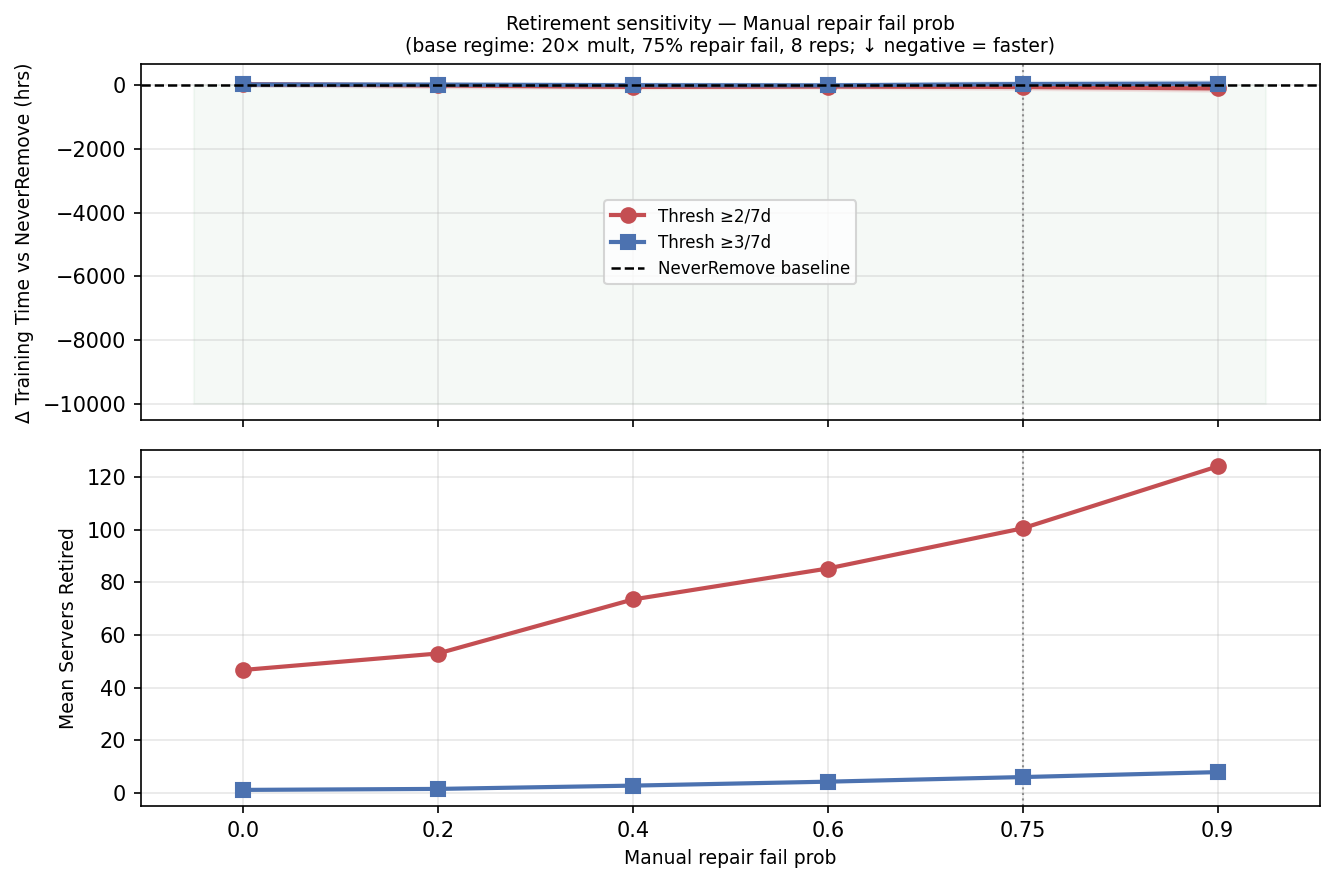 Retirement sensitivity — Manual repair fail prob
(base regime: 20× mult, 75% repair fail, 8 reps; ↓ negative = faster)
Δ Training Time vs NeverRemove (hrs)
0
−2000
−4000
−6000
−8000
−10000
Thresh ≥2/7d
Thresh ≥3/7d
NeverRemove baseline
Mean Servers Retired
120
100
80
60
40
20
0
0.0 0.2 0.4 0.6 0.75 0.9
Manual repair fail prob